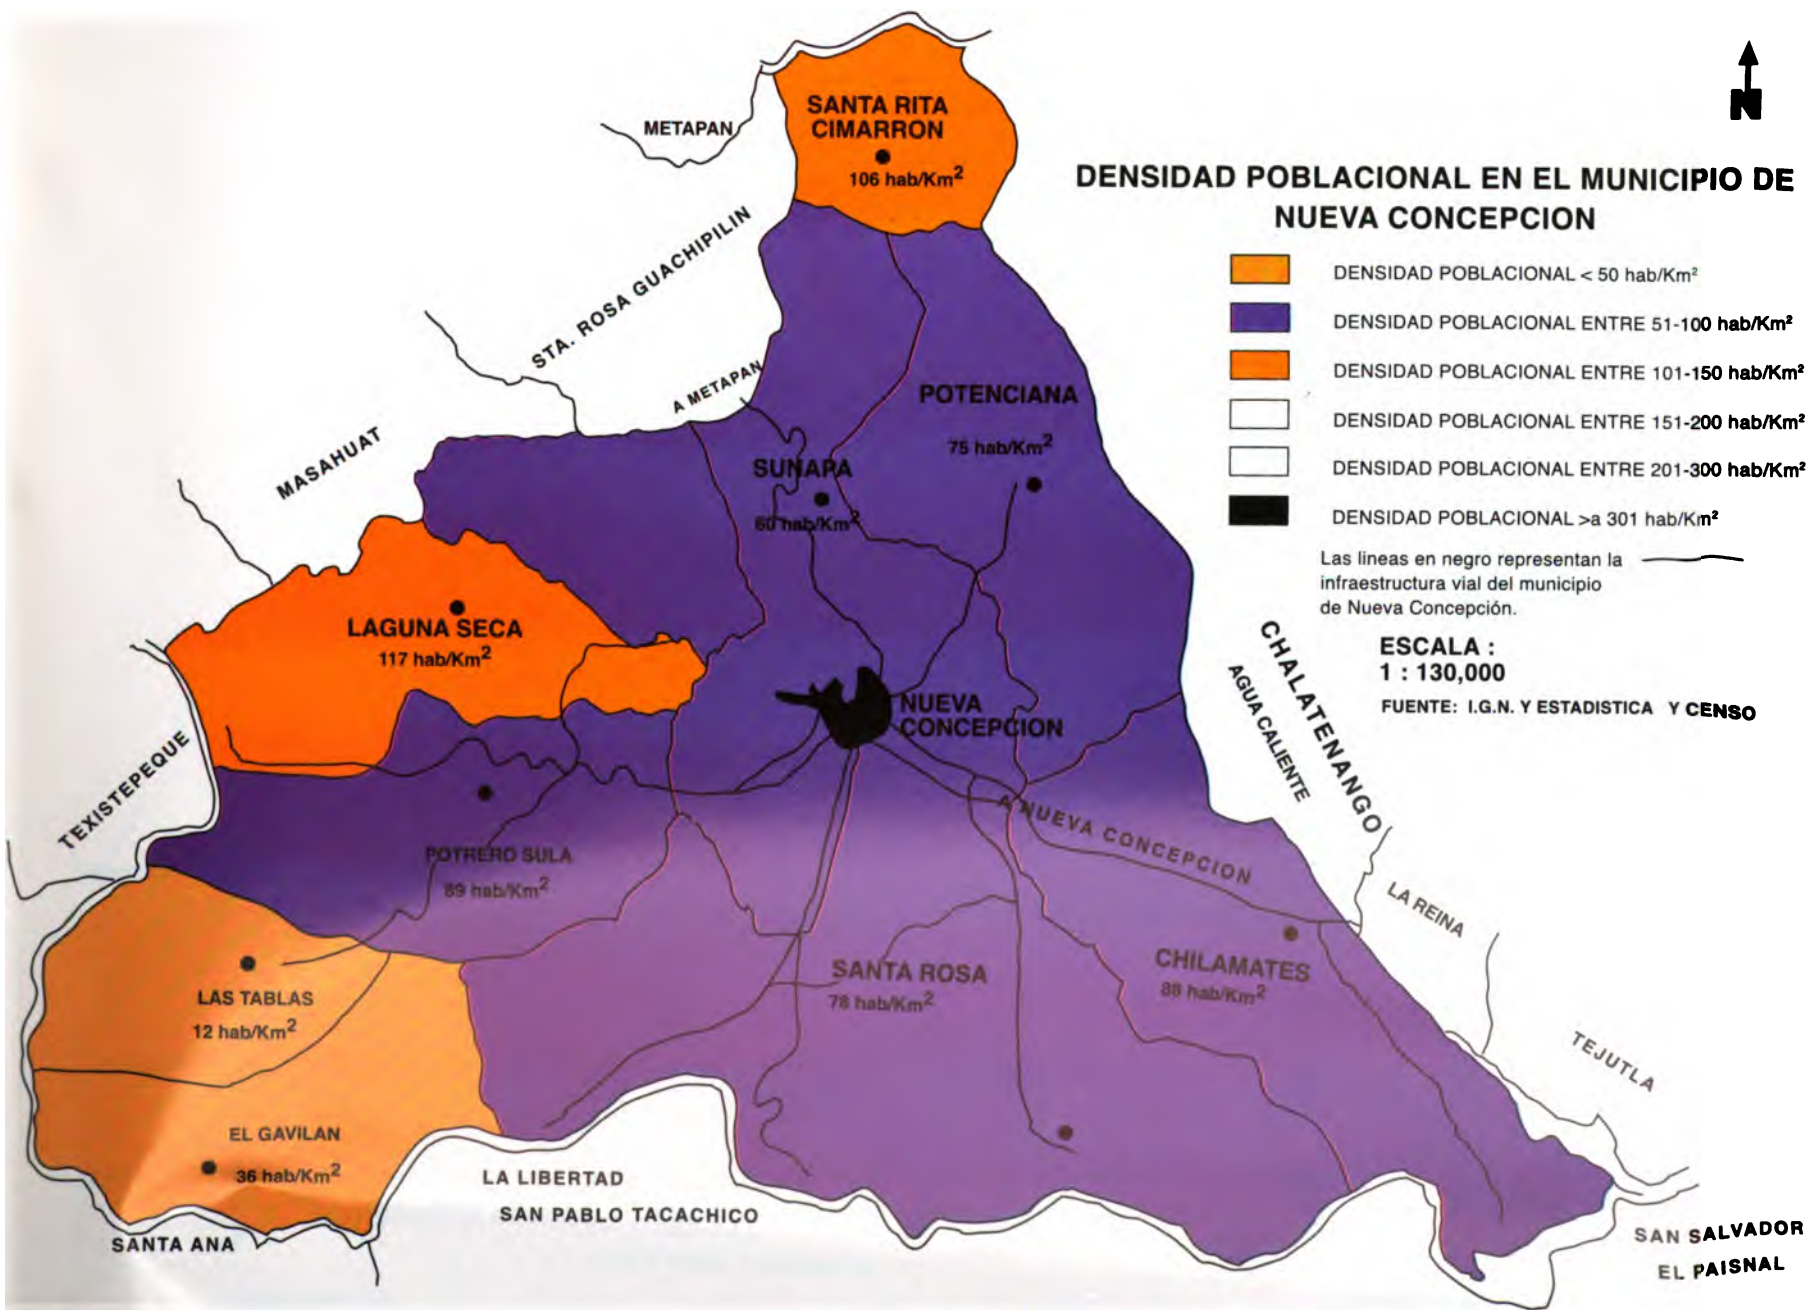 N
DENSIDAD POBLACIONAL EN EL MUNICIPIO DE
NUEVA CONCEPCION
DENSIDAD POBLACIONAL < 50 hab/Km²
DENSIDAD POBLACIONAL ENTRE 51-100 hab/Km²
DENSIDAD POBLACIONAL ENTRE 101-150 hab/Km²
DENSIDAD POBLACIONAL ENTRE 151-200 hab/Km²
DENSIDAD POBLACIONAL ENTRE 201-300 hab/Km²
DENSIDAD POBLACIONAL >a 301 hab/Km²
Las lineas en negro representan la
infraestructura vial del municipio
de Nueva Concepción.
ESCALA :
1 : 130,000
FUENTE: I.G.N. Y ESTADISTICA Y CENSO
METAPAN
SANTA RITA
CIMARRON
106 hab/Km²
STA. ROSA GUACHIPILIN
A METAPAN
MASAHUAT
POTENCIANA
75 hab/Km²
SUNAPA
60 hab/Km²
LAGUNA SECA
117 hab/Km²
NUEVA
CONCEPCION
CHALATENANGO
AGUA CALIENTE
TEXISTEPEQUE
A NUEVA CONCEPCION
POTRERO SULA
89 hab/Km²
LA REINA
LAS TABLAS
12 hab/Km²
SANTA ROSA
78 hab/Km²
CHILAMATES
88 hab/Km²
TEJUTLA
EL GAVILAN
36 hab/Km²
LA LIBERTAD
SAN PABLO TACACHICO
SANTA ANA
SAN SALVADOR
EL PAISNAL